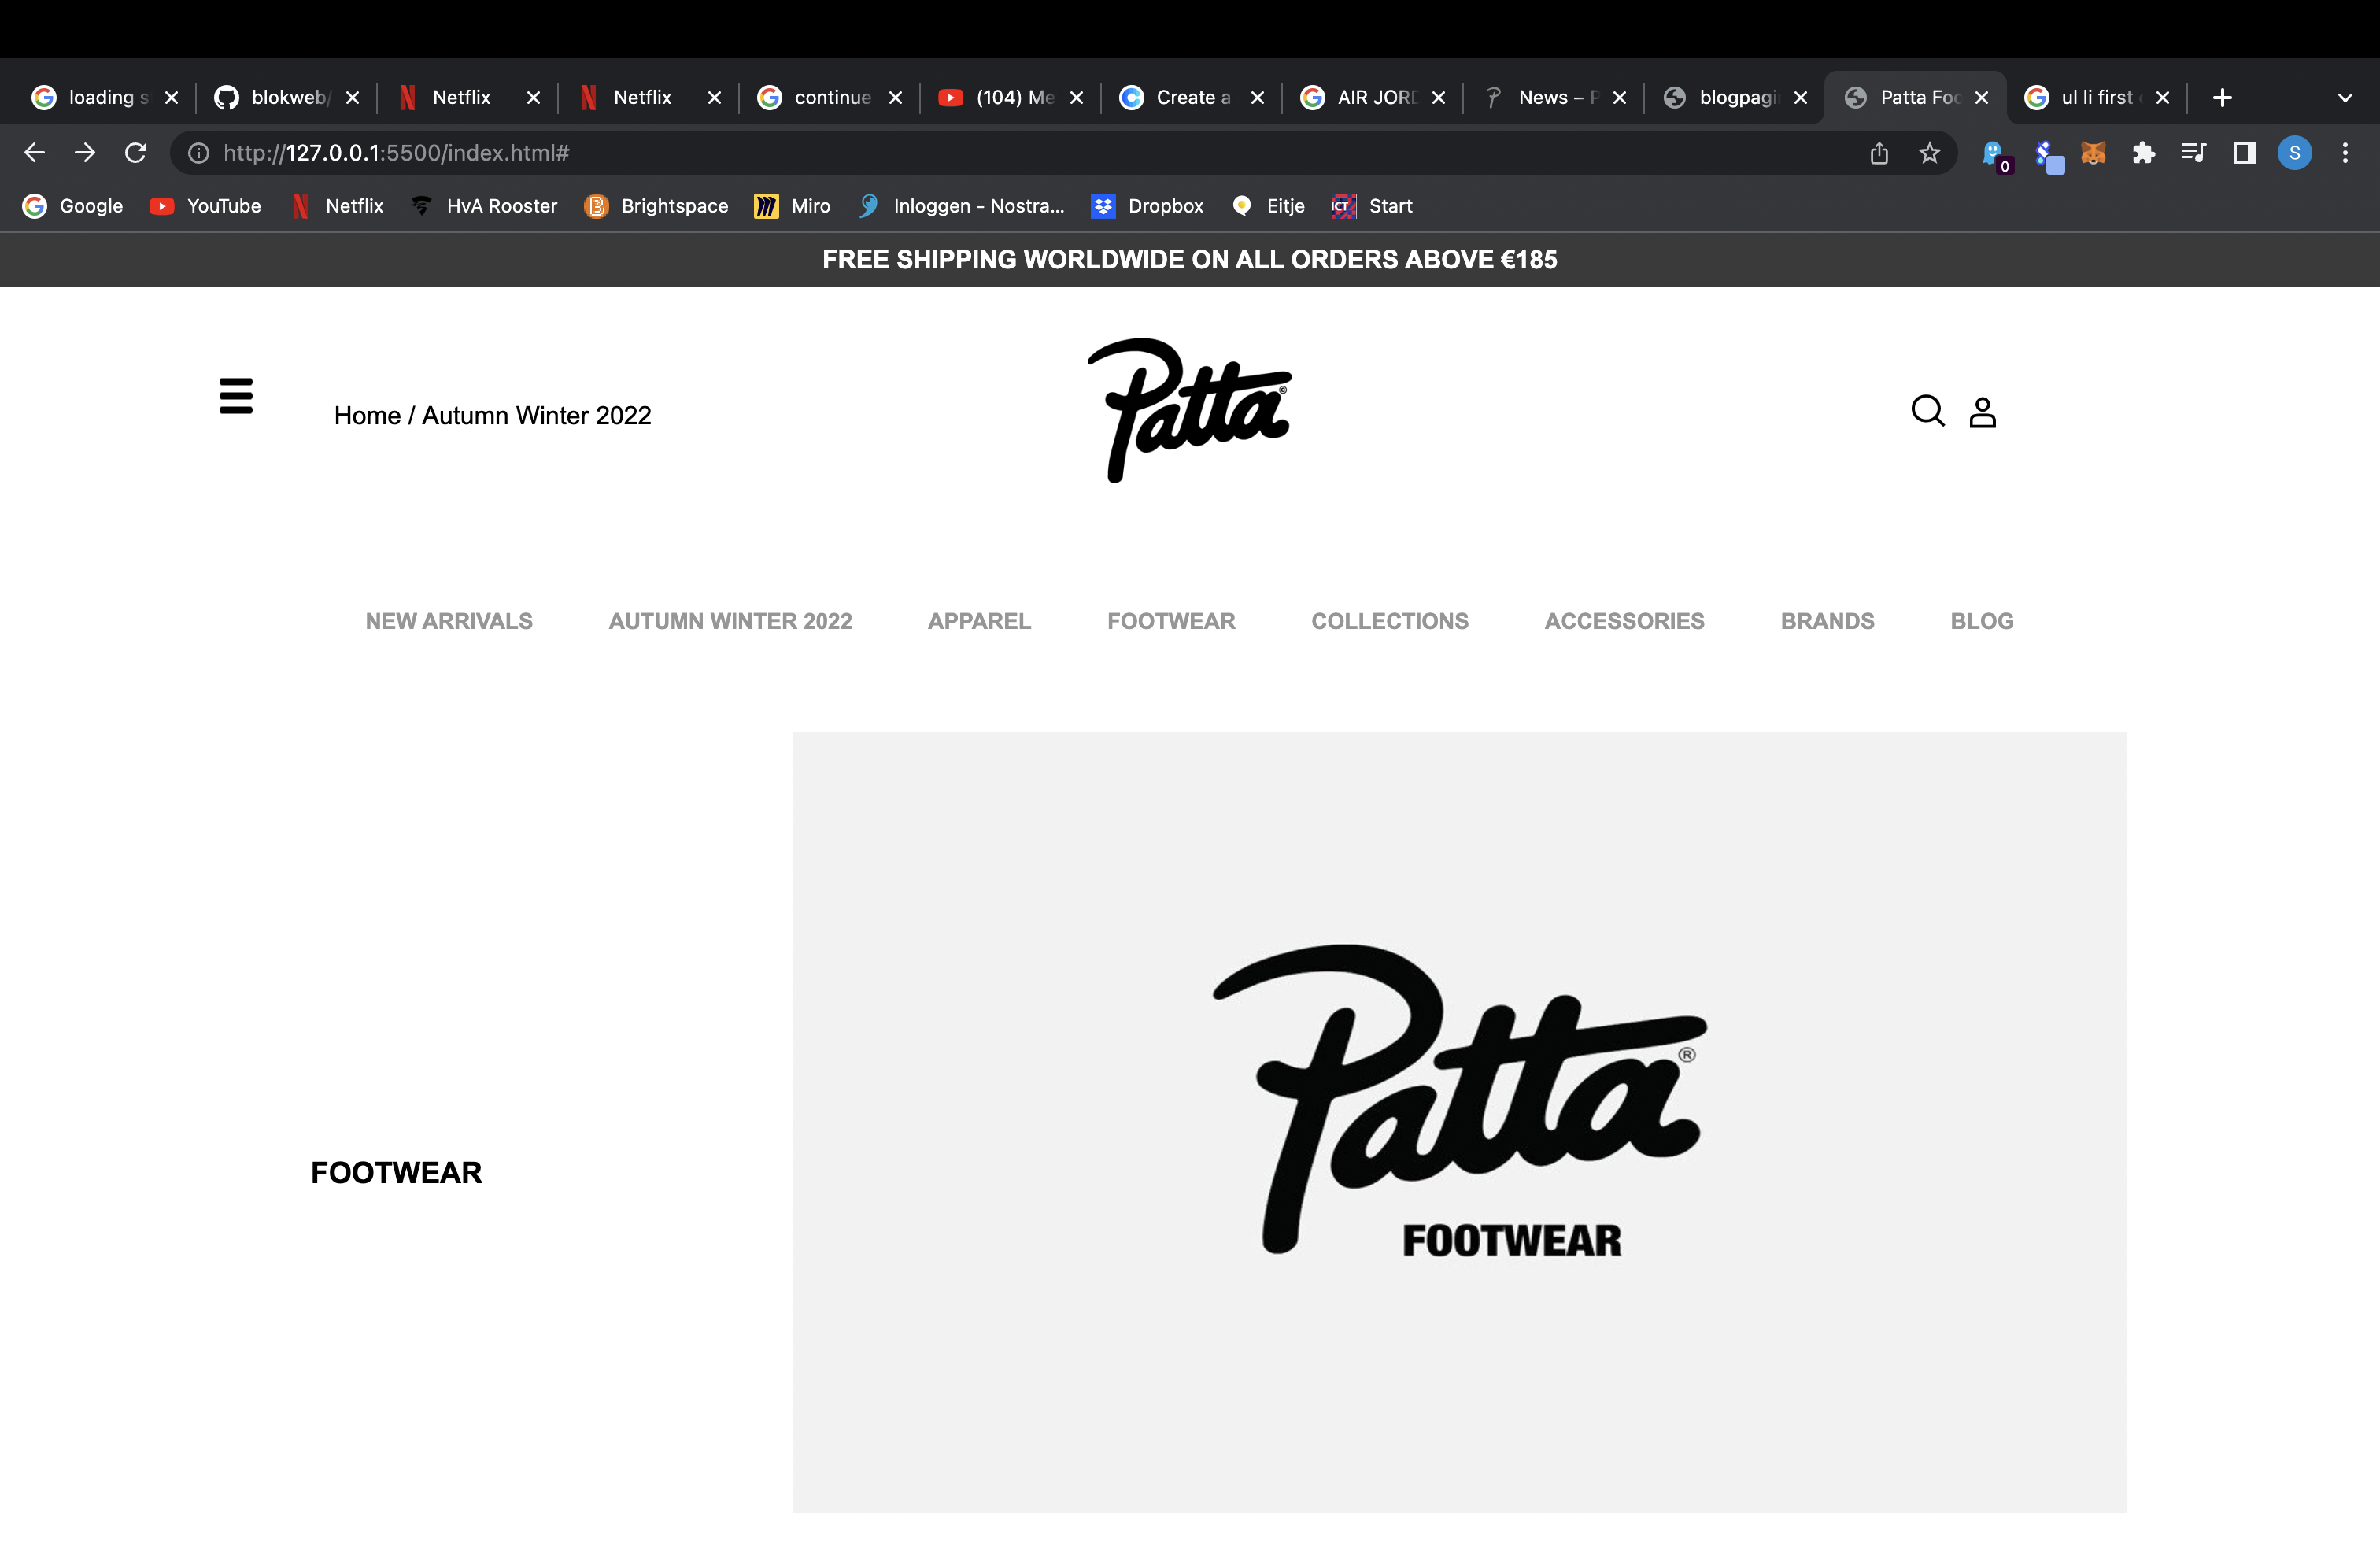 loading s
blokweb/
Netflix
Netflix
continue
(104) Me
Create a
AIR JORD
News – P
blogpagi
Patta Foo
ul li first
http://127.0.0.1:5500/index.html#
0
S
Google
YouTube
Netflix
HvA Rooster
Brightspace
Miro
Inloggen - Nostra...
Dropbox
Eitje
ICT
Start
FREE SHIPPING WORLDWIDE ON ALL ORDERS ABOVE €185
Home / Autumn Winter 2022
Patta©
NEW ARRIVALS
AUTUMN WINTER 2022
APPAREL
FOOTWEAR
COLLECTIONS
ACCESSORIES
BRANDS
BLOG
FOOTWEAR
Patta®
FOOTWEAR